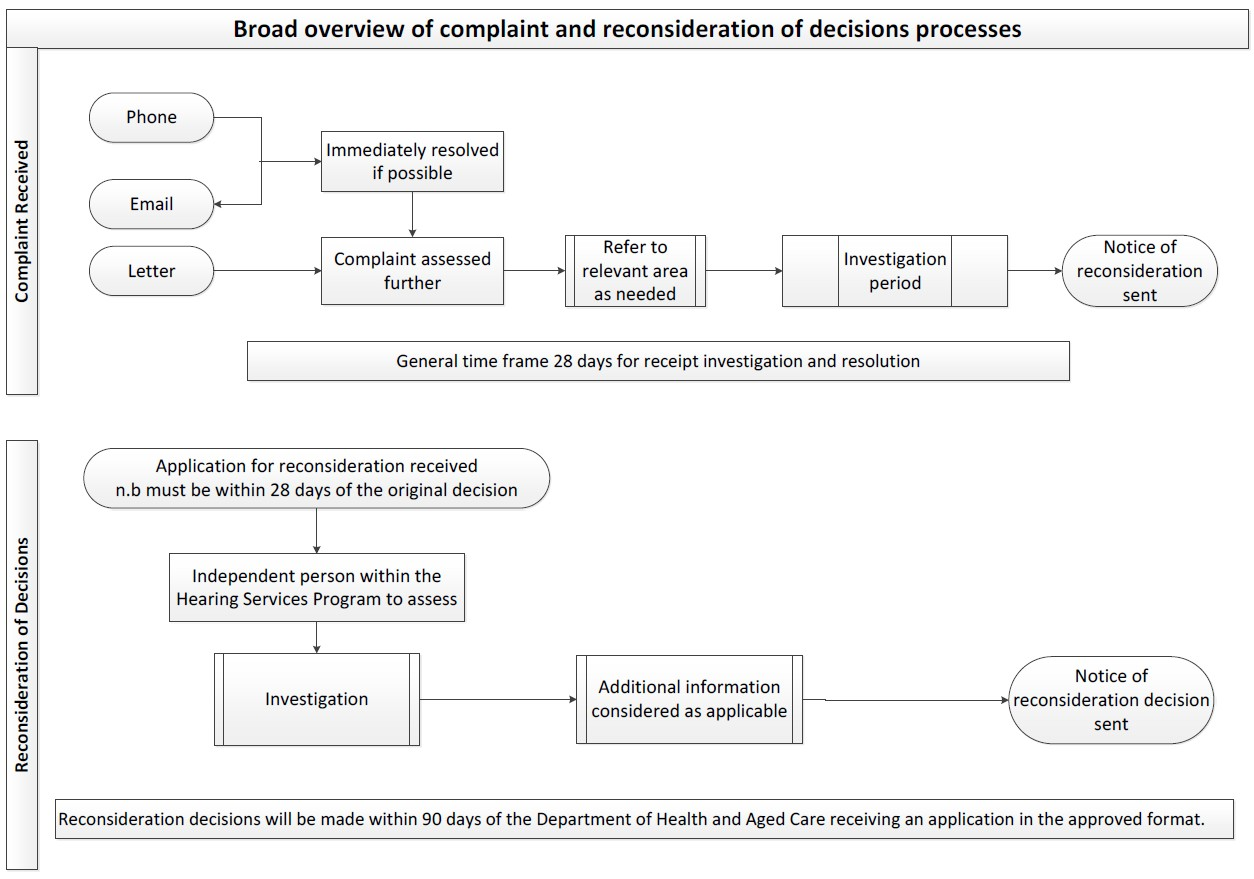 Broad overview of complaint and reconsideration of decisions processes
Complaint Received
Phone
Email
Letter
Immediately resolved
if possible
Complaint assessed
further
Refer to
relevant area
as needed
Investigation
period
Notice of
reconsideration
sent
General time frame 28 days for receipt investigation and resolution
Reconsideration of Decisions
Application for reconsideration received
n.b must be within 28 days of the original decision
Independent person within the
Hearing Services Program to assess
Investigation
Additional information
considered as applicable
Notice of
reconsideration decision
sent
Reconsideration decisions will be made within 90 days of the Department of Health and Aged Care receiving an application in the approved format.